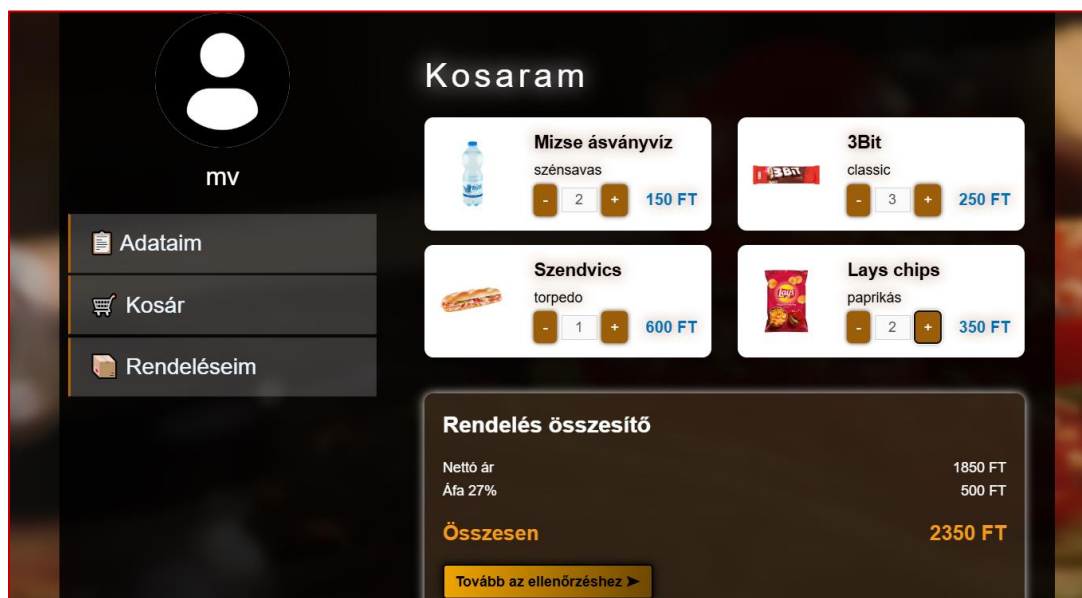 Kosaram
mv
Adataim
Kosár
Rendeléseim
Mizse ásványvíz
szénsavas
- 2 + 150 FT
3Bit
3Bit
classic
- 3 + 250 FT
Szendvics
torpedo
- 1 + 600 FT
Lay's
Lays chips
paprikás
- 2 + 350 FT
Rendelés összesítő
Nettó ár 1850 FT
Áfa 27% 500 FT
Összesen 2350 FT
Tovább az ellenőrzéshez ➤